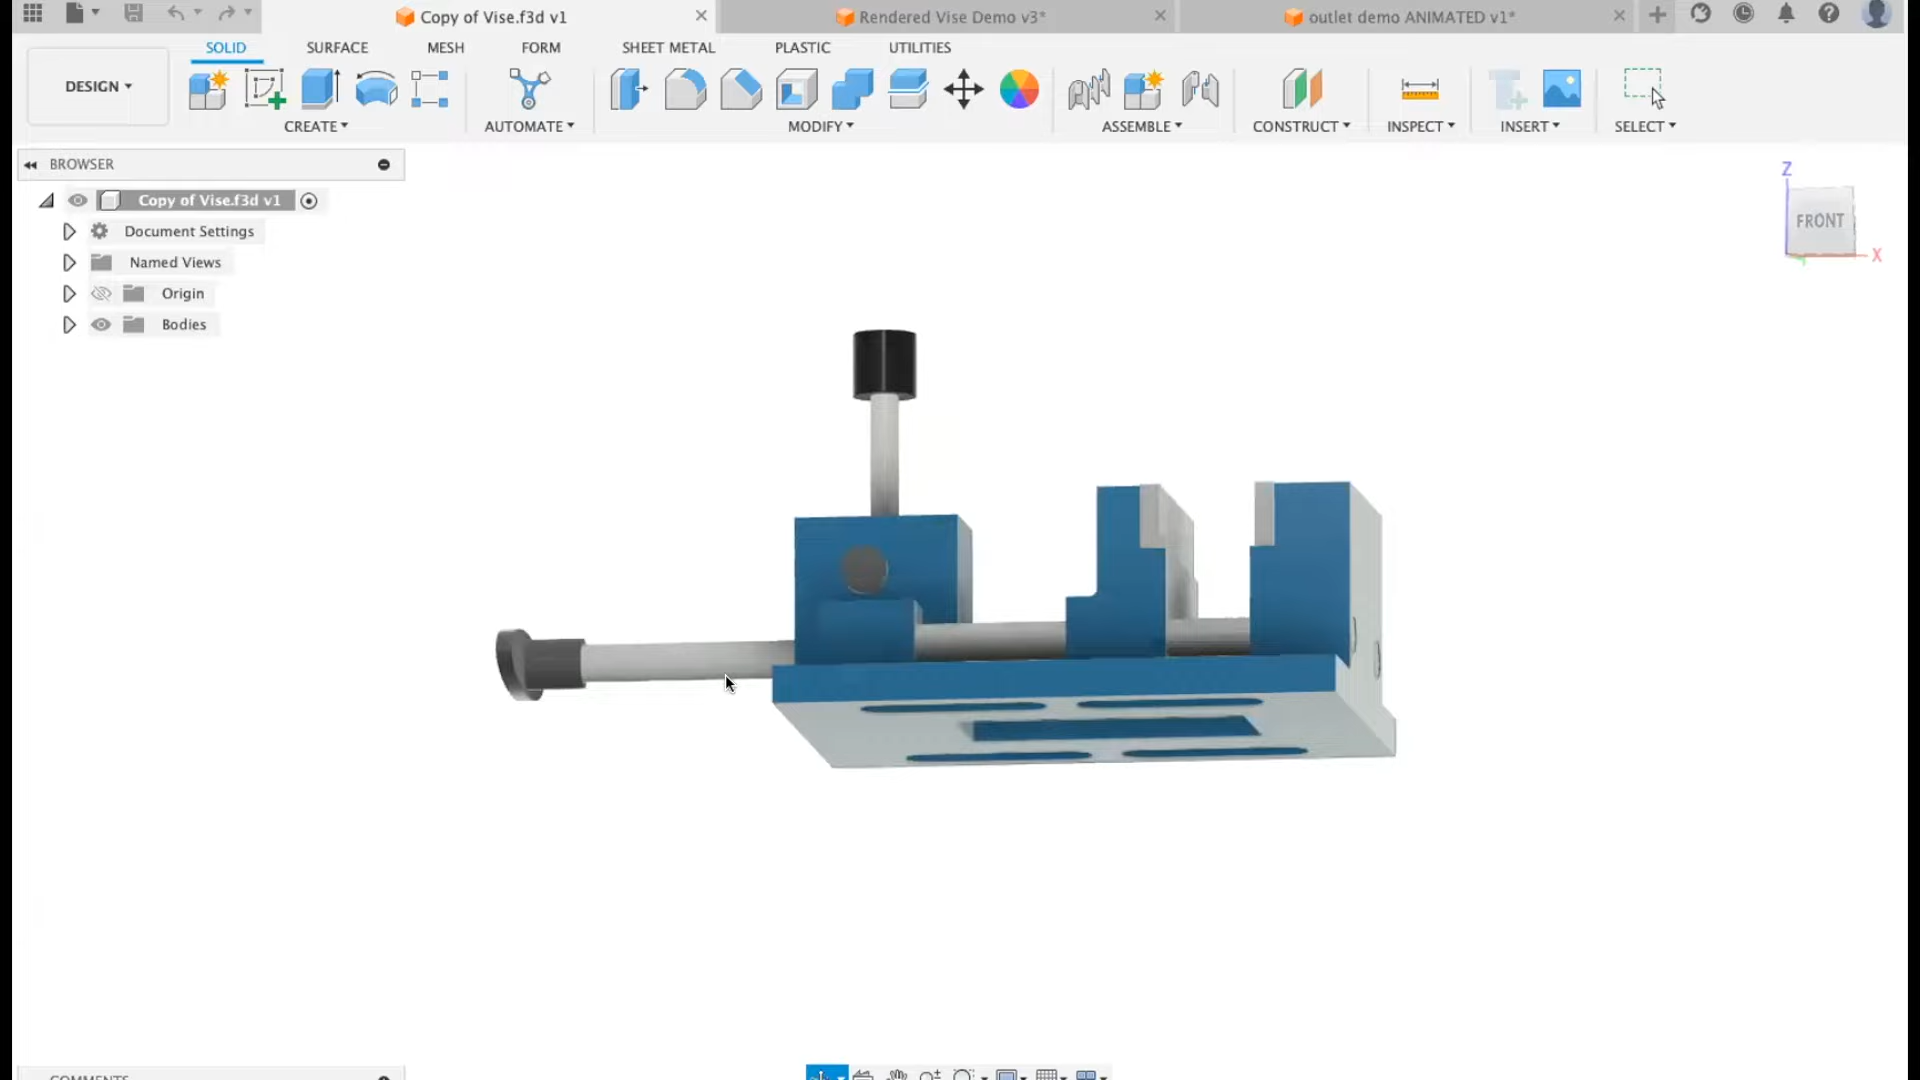 Copy of Vise.f3d v1
Rendered Vise Demo v3*
outlet demo ANIMATED v1*
DESIGN
SOLID
SURFACE
MESH
FORM
SHEET METAL
PLASTIC
UTILITIES
CREATE
AUTOMATE
MODIFY
ASSEMBLE
CONSTRUCT
INSPECT
INSERT
SELECT
BROWSER
Copy of Vise.f3d v1
Document Settings
Named Views
Origin
Bodies
Z
FRONT
X
COMMENTS